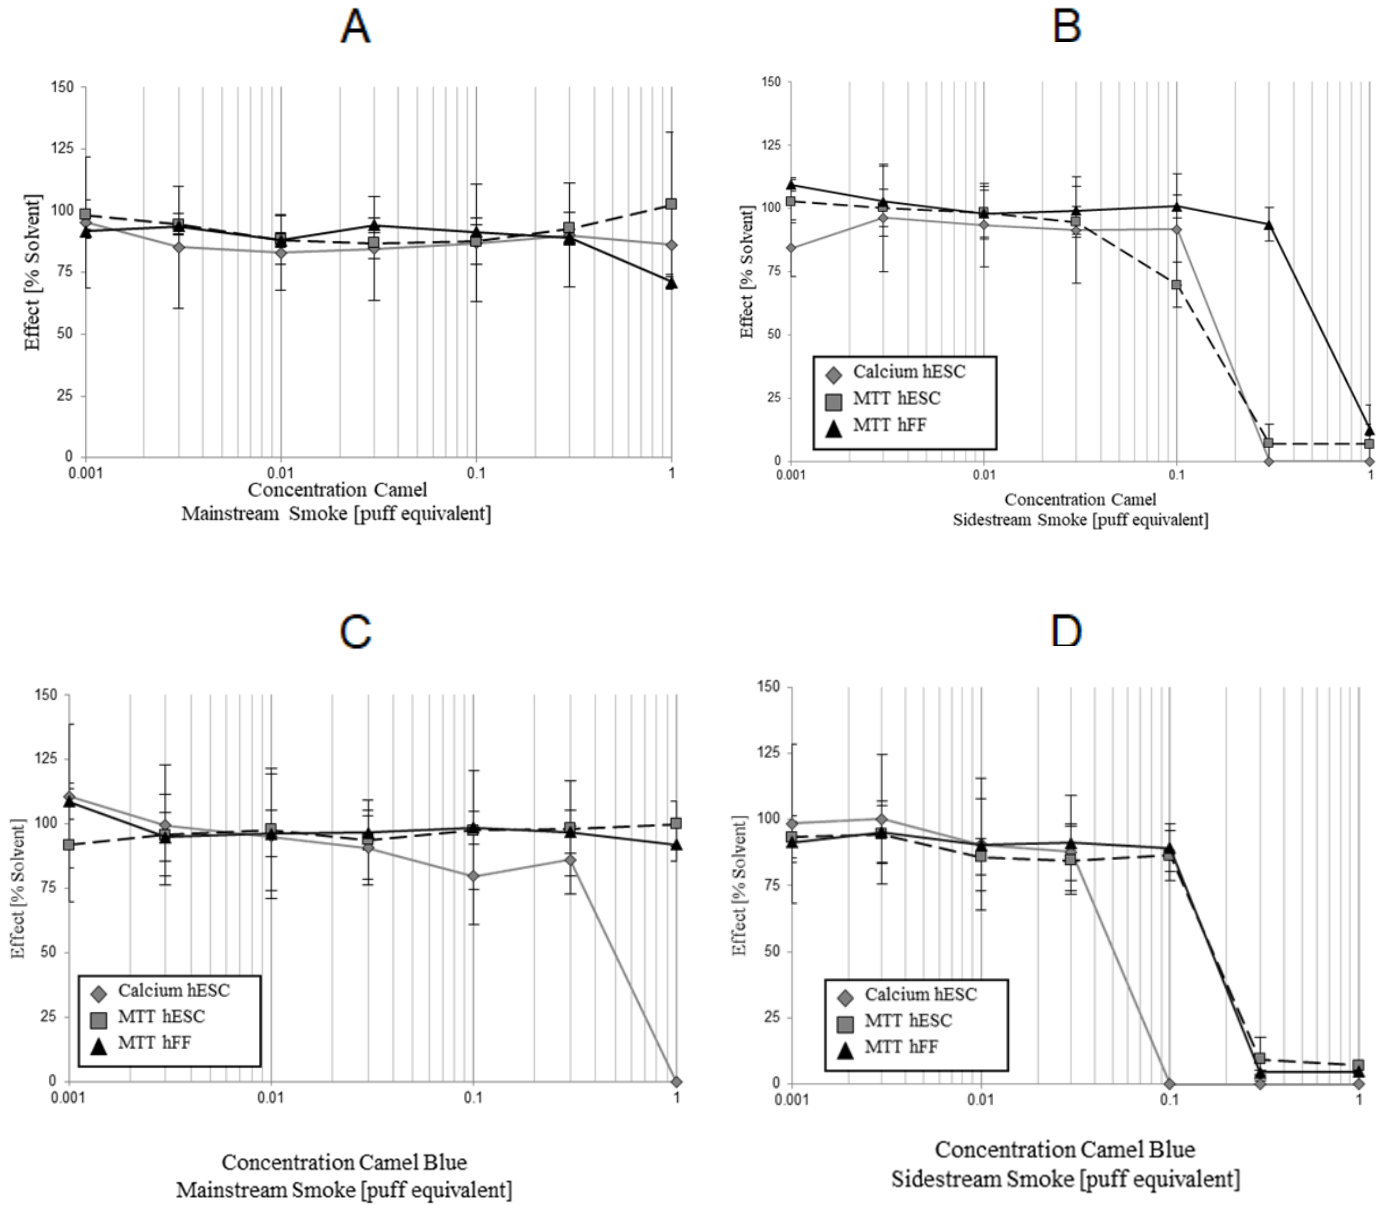 A
B
150
125
100
75
50
25
0
Effect [% Solvent]
0.001
0.01
0.1
1
Concentration Camel
Mainstream Smoke [puff equivalent]
150
125
100
75
50
25
0
Effect [% Solvent]
Calcium hESC
MTT hESC
MTT hFF
0.001
0.01
0.1
1
Concentration Camel
Sidestream Smoke [puff equivalent]
C
D
150
125
100
75
50
25
0
Effect [% Solvent]
Calcium hESC
MTT hESC
MTT hFF
0.001
0.01
0.1
1
Concentration Camel Blue
Mainstream Smoke [puff equivalent]
150
125
100
75
50
25
0
Effect [% Solvent]
Calcium hESC
MTT hESC
MTT hFF
0.001
0.01
0.1
1
Concentration Camel Blue
Sidestream Smoke [puff equivalent]